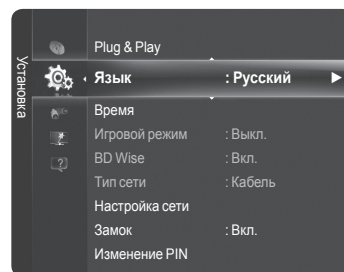 Установка
Plug & Play
Язык : Русский
Время
Игровой режим : Выкл.
BD Wise : Вкл.
Тип сети : Кабель
Настройка сети
Замок : Вкл.
Изменение PIN